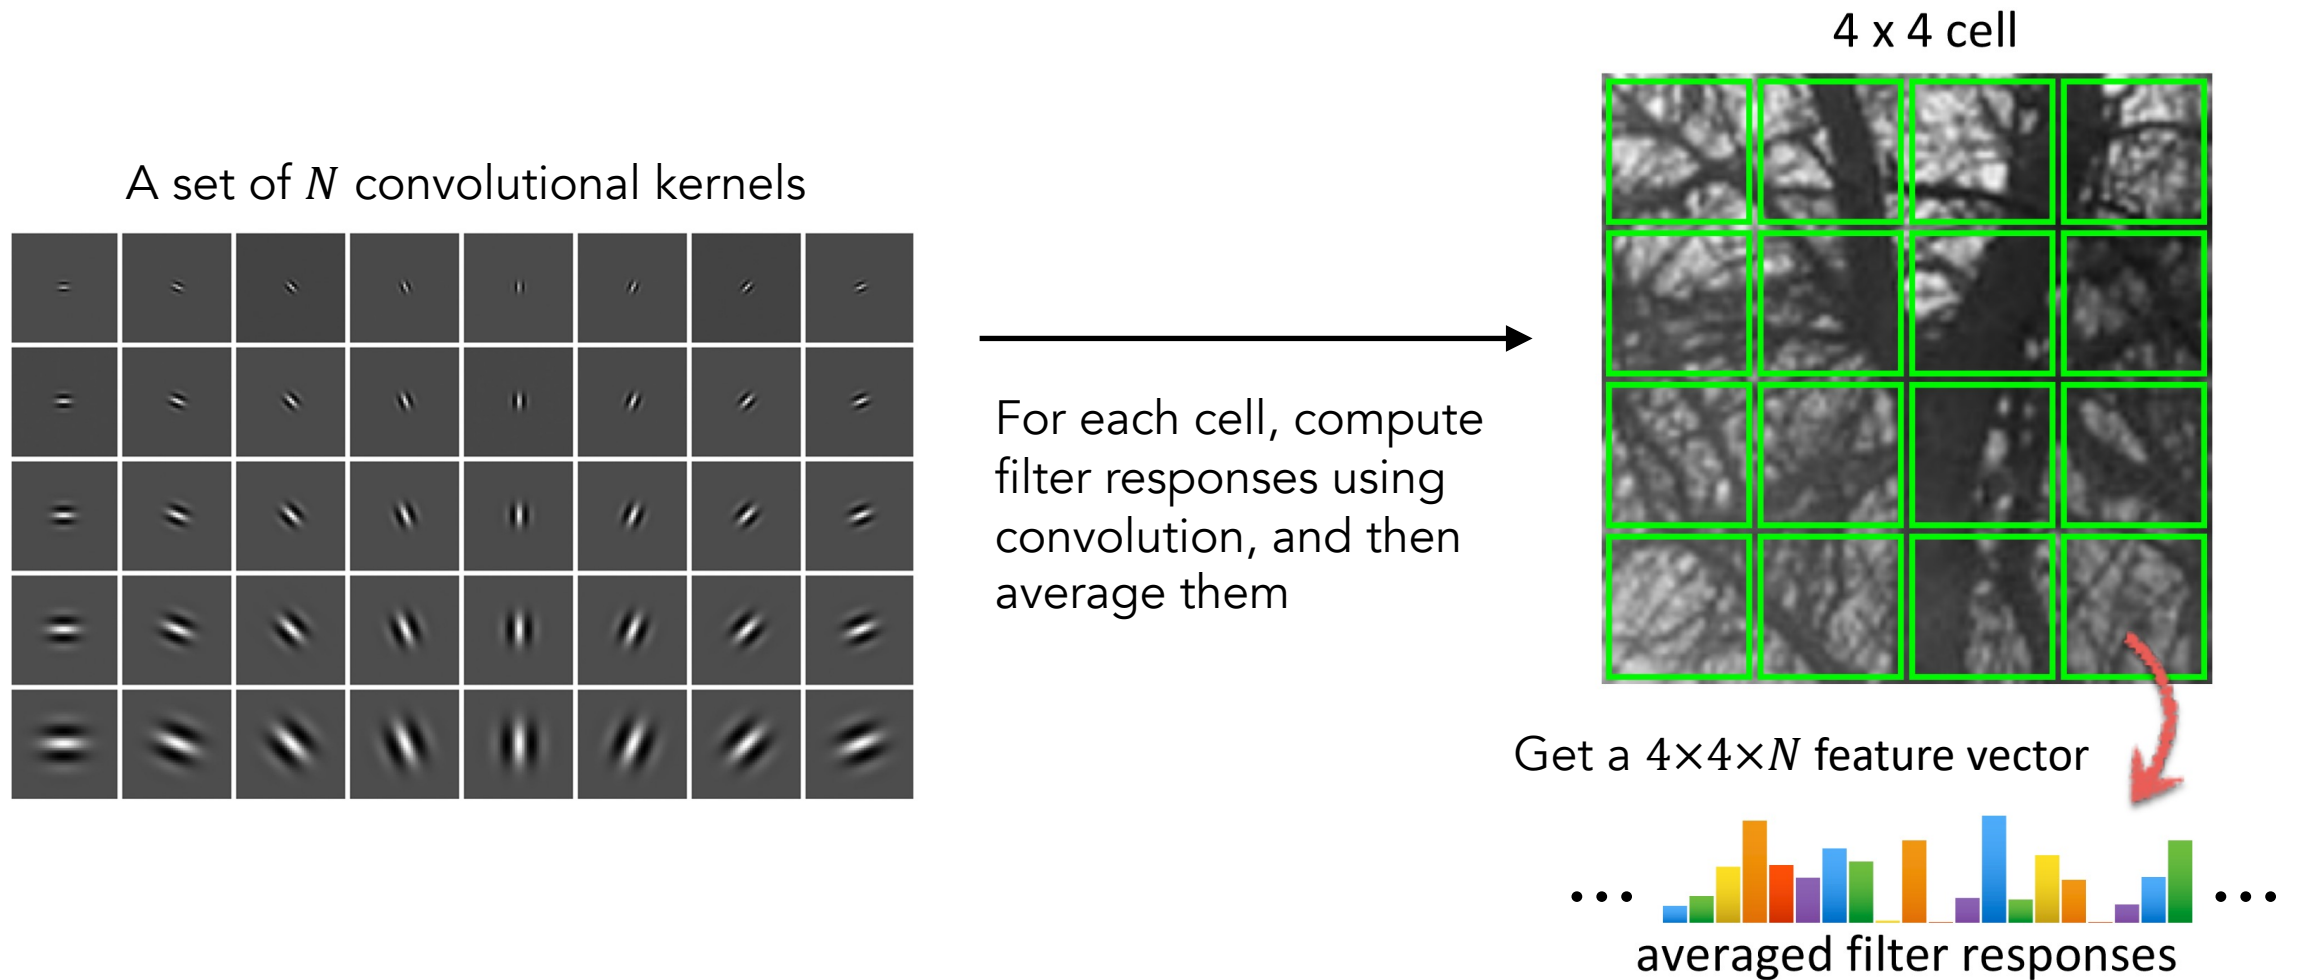 A set of N convolutional kernels
4 x 4 cell
For each cell, compute
filter responses using
convolution, and then
average them
Get a 4×4×N feature vector
... ...
averaged filter responses